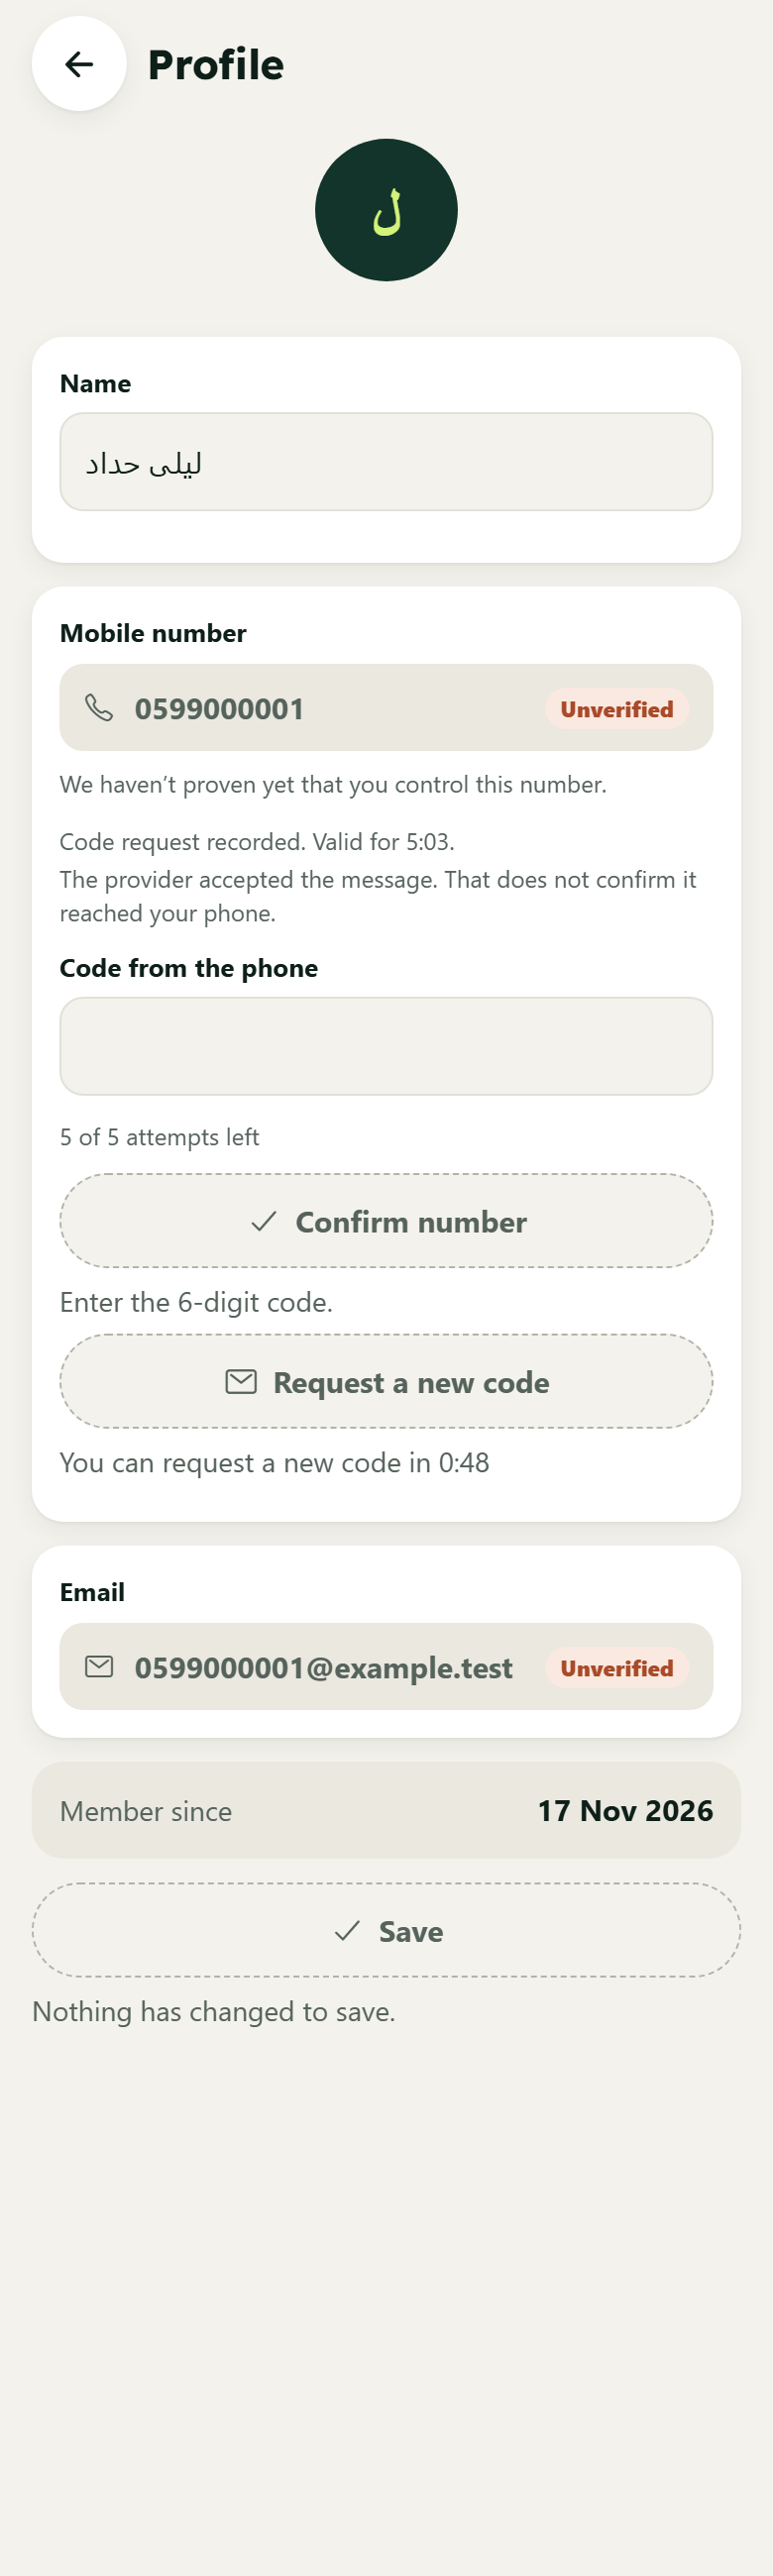 Profile
ل
Name
ليلى حداد
Mobile number
0599000001
Unverified
We haven’t proven yet that you control this number.
Code request recorded. Valid for 5:03.
The provider accepted the message. That does not confirm it
reached your phone.
Code from the phone
5 of 5 attempts left
Confirm number
Enter the 6-digit code.
Request a new code
You can request a new code in 0:48
Email
0599000001@example.test
Unverified
Member since
17 Nov 2026
Save
Nothing has changed to save.